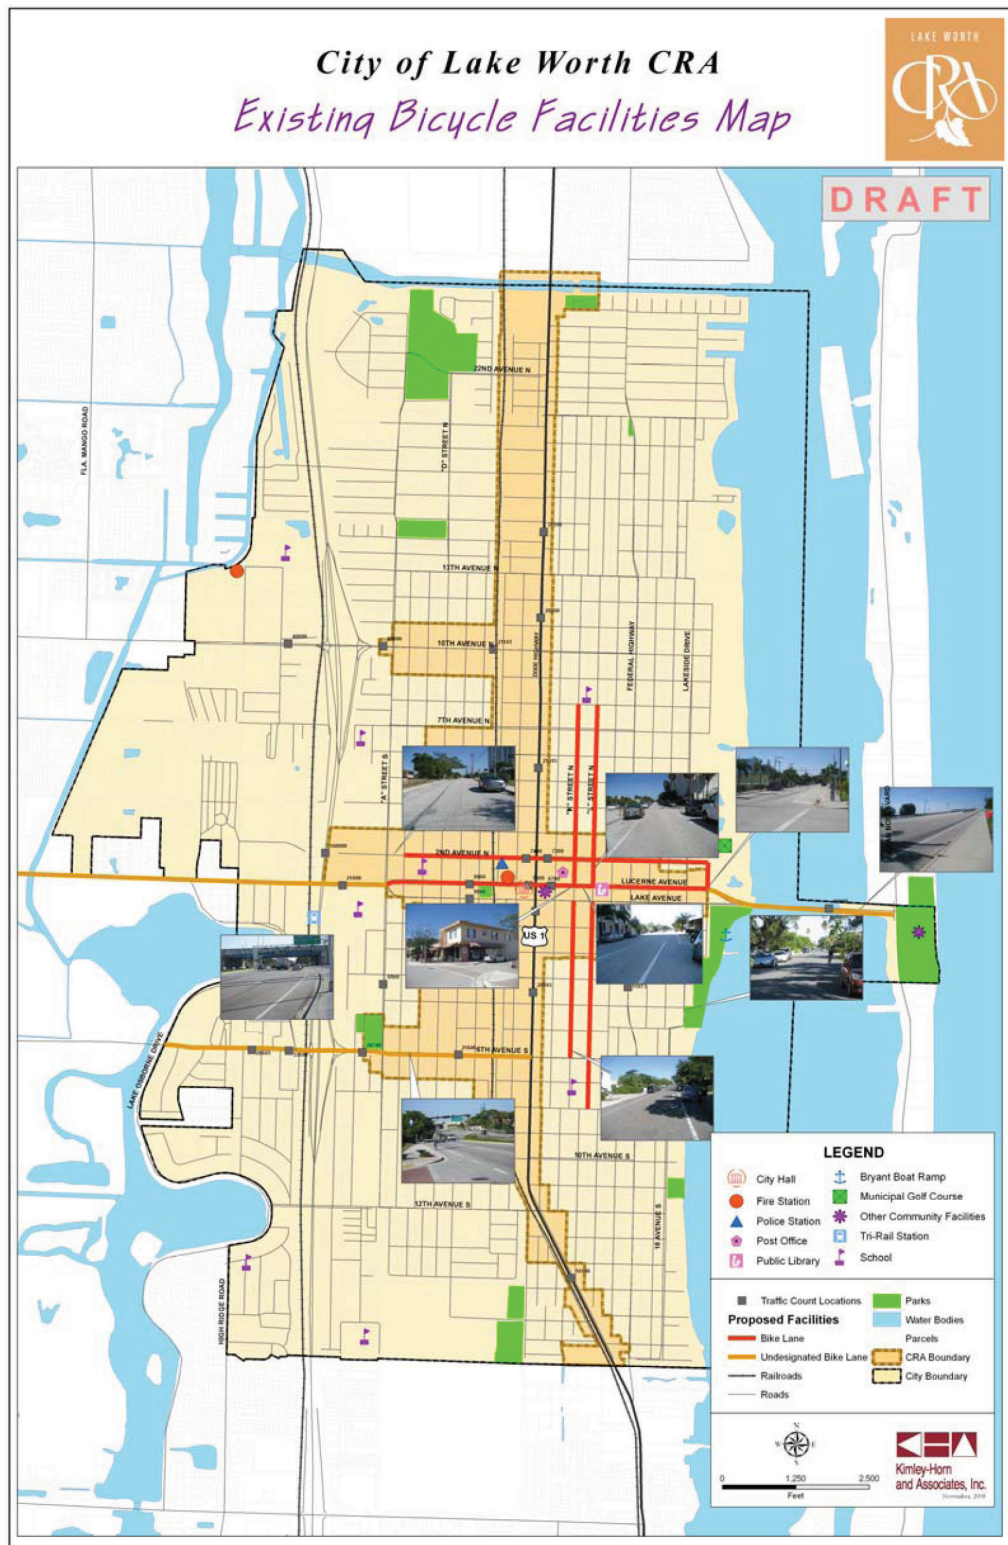 City of Lake Worth CRA
Existing Bicycle Facilities Map
LAKE WORTH
CRA
DRAFT
22ND AVENUE N
FLA. MANGO ROAD
"D" STREET N
13TH AVENUE N
10TH AVENUE N
DIXIE HIGHWAY
FEDERAL HIGHWAY
LAKESIDE DRIVE
7TH AVENUE N
"A" STREET S
"K" STREET N
"L" STREET N
2ND AVENUE N
LUCERNE AVENUE
LAKE AVENUE
US 1
6TH AVENUE S
LAKE OSBORNE DRIVE
10TH AVENUE S
12TH AVENUE S
18 AVENUE S
HIGH RIDGE ROAD
LEGEND
City Hall
Fire Station
Police Station
Post Office
Public Library
Bryant Boat Ramp
Municipal Golf Course
Other Community Facilities
Tri-Rail Station
School
Traffic Count Locations
Proposed Facilities
Bike Lane
Undesignated Bike Lane
Railroads
Roads
Parks
Water Bodies
Parcels
CRA Boundary
City Boundary
N
W E
S
0 1,250 2,500
Feet
Kimley-Horn
and Associates, Inc.